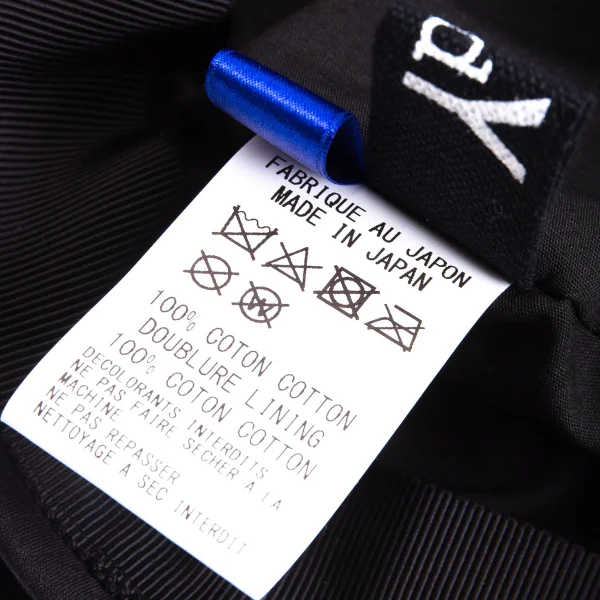 ay
FABRIQUE AU JAPON
MADE IN JAPAN
100% COTON COTTON
DOUBLURE LINING
100% COTON COTTON
DECOLORANTS INTERDITS
NE PAS FAIRE SECHER A LA
MACHINE
NE PAS REPASSER
NETTOYAGE A SEC INTERDIT